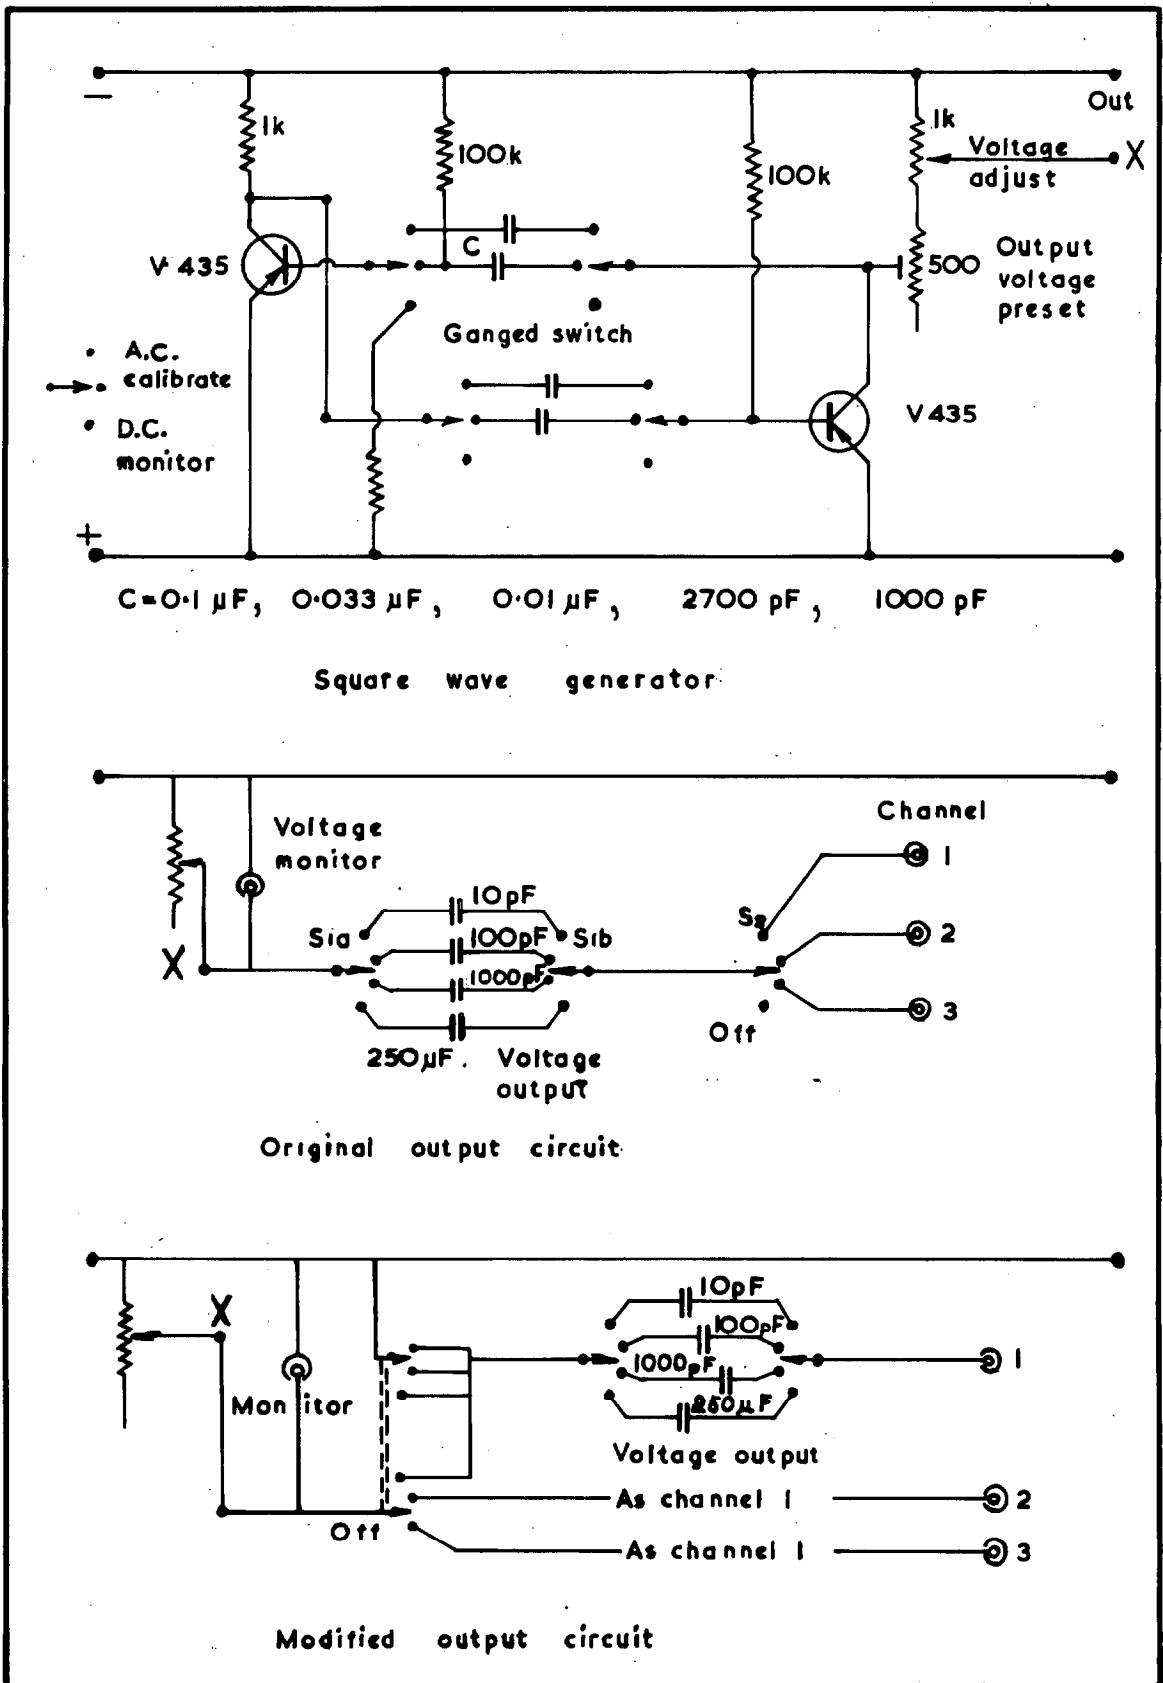 −
Out
1k
100k
100k
1k
Voltage
adjust
X
V 435
C
500
Output
voltage
preset
Ganged switch
A.C.
calibrate
D.C.
monitor
V 435
+
C=0·1 µF, 0·033 µF, 0·01 µF, 2700 pF, 1000 pF
Square wave generator
Channel
Voltage
monitor
1
10pF
S1a
100pF
S1b
S2
2
X
1000pF
3
Off
250µF. Voltage
output
Original output circuit
10pF
X
100pF
1000pF
1
Monitor
250µF
Voltage output
As channel 1
2
Off
As channel 1
3
Modified output circuit